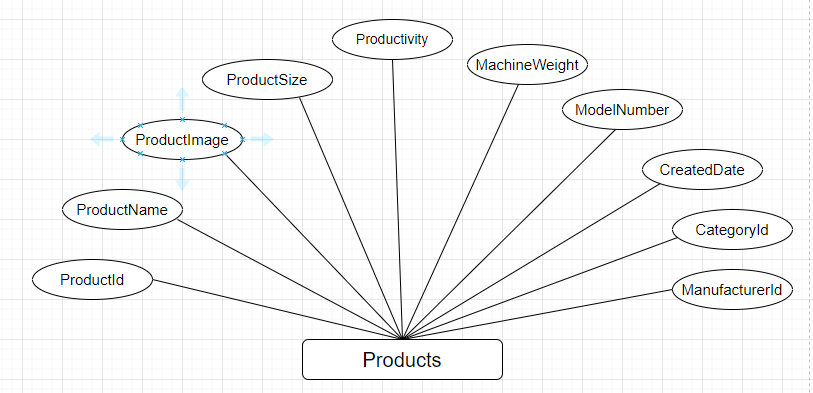 Productivity
MachineWeight
ProductSize
ModelNumber
ProductImage
CreatedDate
ProductName
CategoryId
ProductId
ManufacturerId
Products